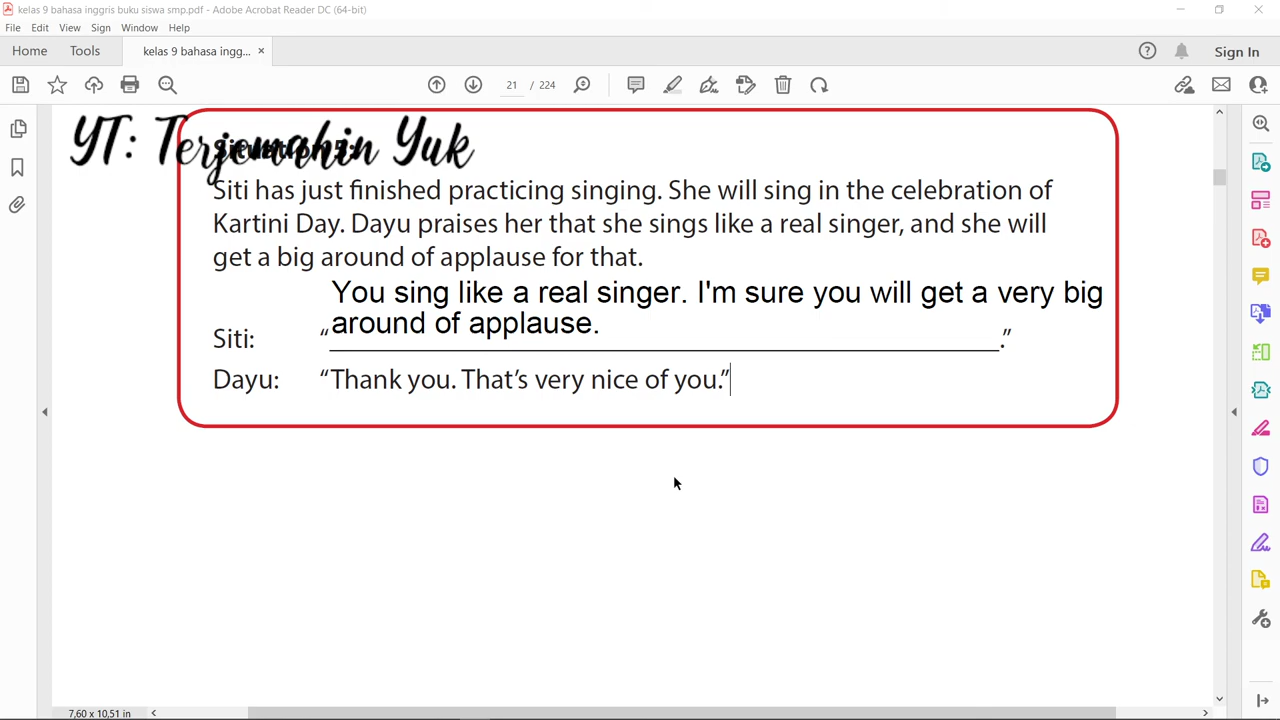 kelas 9 bahasa inggris buku siswa smp.pdf - Adobe Acrobat Reader DC (64-bit)
File Edit View Sign Window Help
Home Tools kelas 9 bahasa ingg... × Sign In
21 / 224
YT: Terjemahin Yuk
Situation 5:
Siti has just finished practicing singing. She will sing in the celebration of
Kartini Day. Dayu praises her that she sings like a real singer, and she will
get a big around of applause for that.
You sing like a real singer. I'm sure you will get a very big
around of applause.
Siti: “ .”
Dayu: “Thank you. That’s very nice of you.”
7,60 x 10,51 in